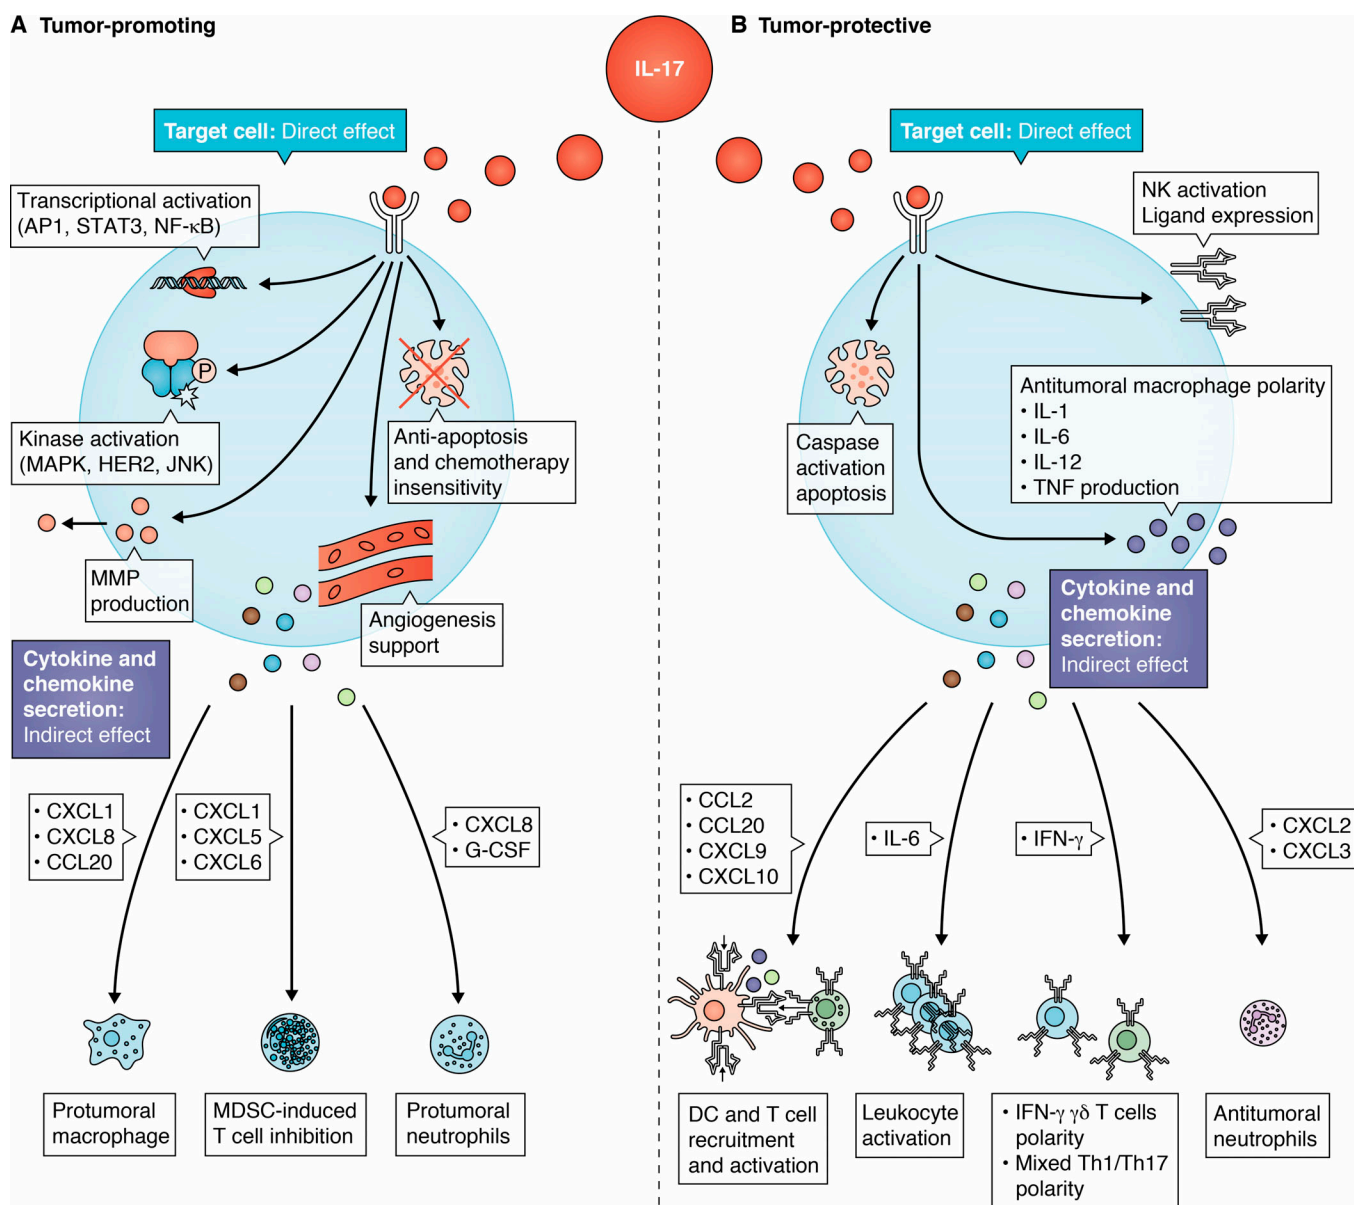 A Tumor-promoting
IL-17
B Tumor-protective
Target cell: Direct effect
Transcriptional activation
(AP1, STAT3, NF-κB)
P
Kinase activation
(MAPK, HER2, JNK)
Anti-apoptosis
and chemotherapy
insensitivity
MMP
production
Angiogenesis
support
Cytokine and
chemokine
secretion:
Indirect effect
• CXCL1
• CXCL8
• CCL20
• CXCL1
• CXCL5
• CXCL6
• CXCL8
• G-CSF
Protumoral
macrophage
MDSC-induced
T cell inhibition
Protumoral
neutrophils
Target cell: Direct effect
NK activation
Ligand expression
Caspase
activation
apoptosis
Antitumoral macrophage polarity
• IL-1
• IL-6
• IL-12
• TNF production
Cytokine and
chemokine
secretion:
Indirect effect
• CCL2
• CCL20
• CXCL9
• CXCL10
• IL-6
• IFN-γ
• CXCL2
• CXCL3
DC and T cell
recruitment
and activation
Leukocyte
activation
• IFN-γ γδ T cells
polarity
• Mixed Th1/Th17
polarity
Antitumoral
neutrophils